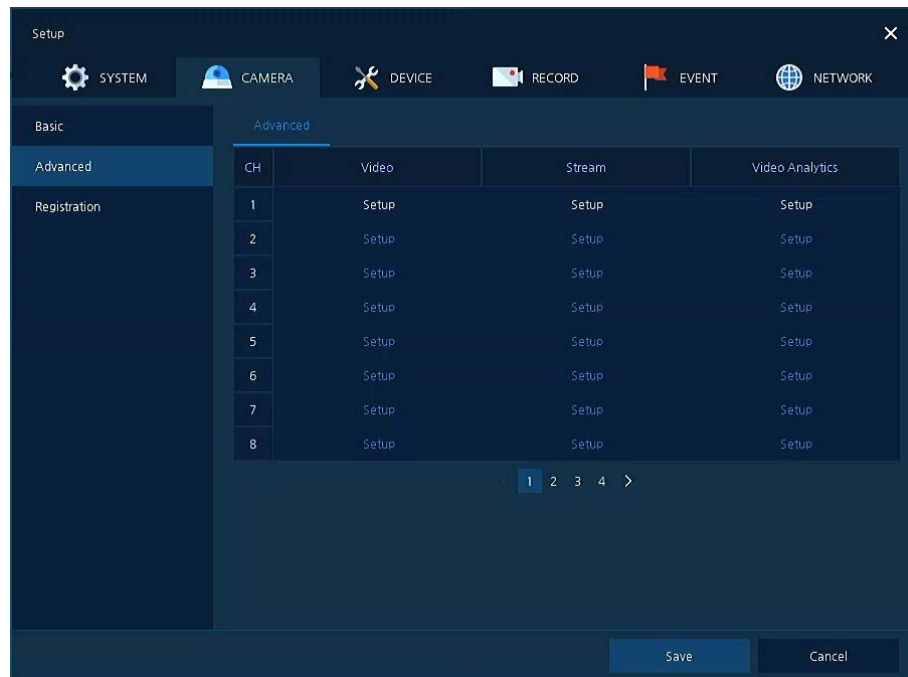 Setup
SYSTEM CAMERA DEVICE RECORD EVENT NETWORK
Basic
Advanced
Registration
Advanced
CH Video Stream Video Analytics
1 Setup Setup Setup
2 Setup Setup Setup
3 Setup Setup Setup
4 Setup Setup Setup
5 Setup Setup Setup
6 Setup Setup Setup
7 Setup Setup Setup
8 Setup Setup Setup
1 2 3 4 >
Save Cancel